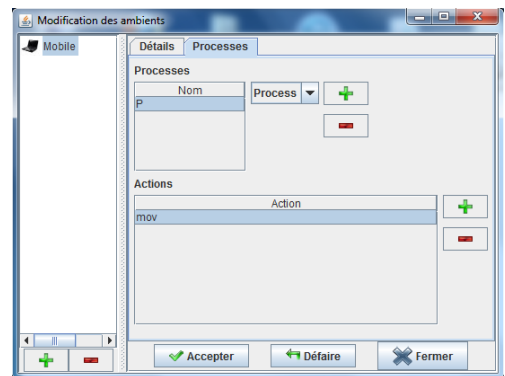 Modification des ambients
Mobile
Détails Processes
Processes
Nom
Process
P
Actions
Action
mov
Accepter Défaire Fermer